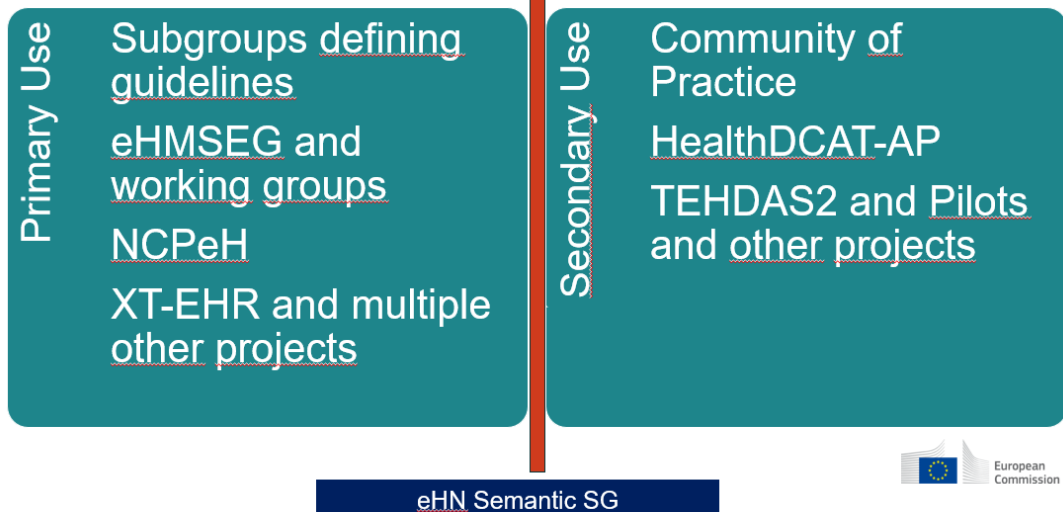 Primary Use
Subgroups defining
guidelines
eHMSEG and
working groups
NCPeH
XT-EHR and multiple
other projects
Secondary Use
Community of
Practice
HealthDCAT-AP
TEHDAS2 and Pilots
and other projects
European
Commission
eHN Semantic SG